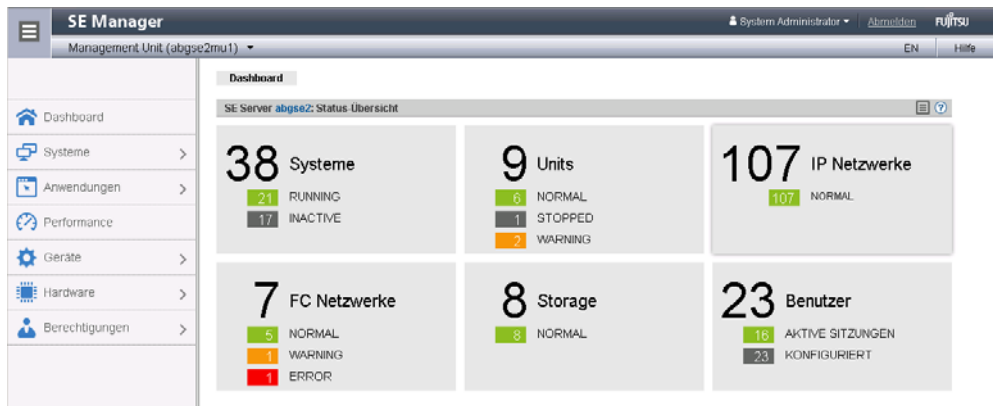 SE Manager
System Administrator
Abmelden
FUJITSU
Management Unit (abgse2mu1)
EN
Hilfe
Dashboard
SE Server abgse2: Status-Übersicht
Dashboard
Systeme
Anwendungen
Performance
Geräte
Hardware
Berechtigungen
38 Systeme
21 RUNNING
17 INACTIVE
9 Units
6 NORMAL
1 STOPPED
2 WARNING
107 IP Netzwerke
107 NORMAL
7 FC Netzwerke
5 NORMAL
1 WARNING
1 ERROR
8 Storage
8 NORMAL
23 Benutzer
16 AKTIVE SITZUNGEN
23 KONFIGURIERT